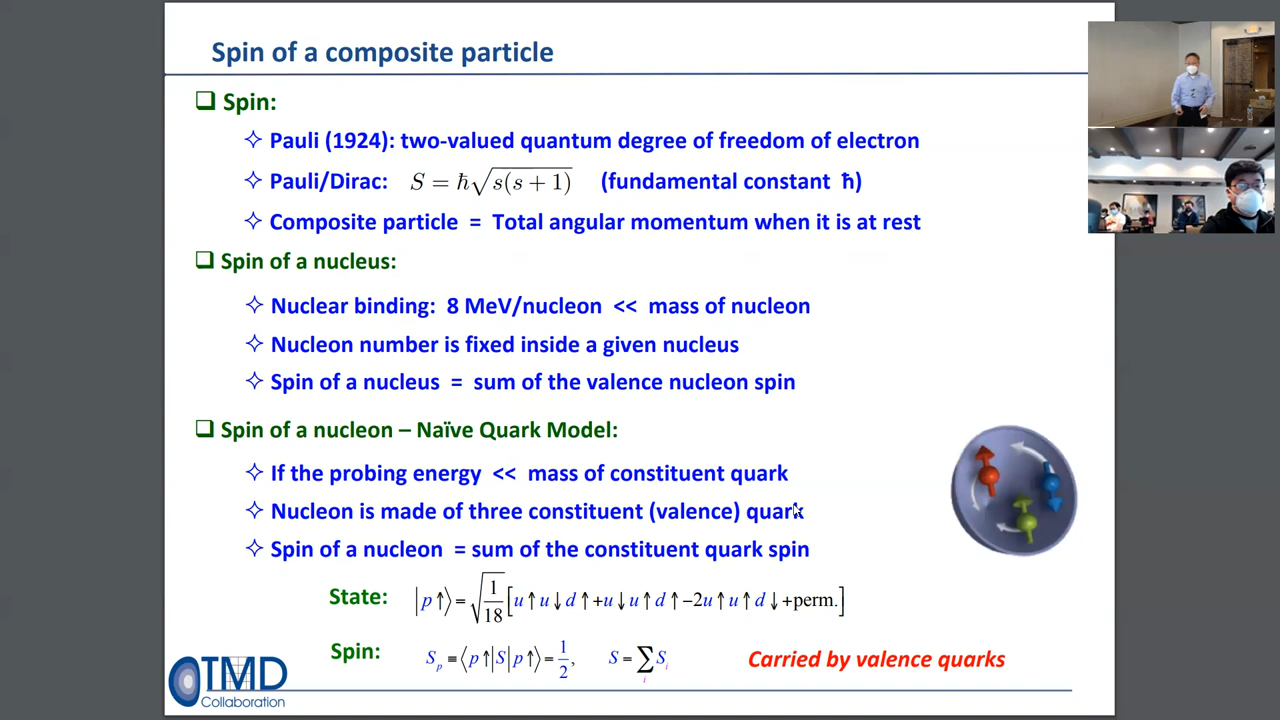 Spin of a composite particle
❑ Spin:
✧ Pauli (1924): two-valued quantum degree of freedom of electron
✧ Pauli/Dirac: S = ħ√s(s + 1) (fundamental constant ħ)
✧ Composite particle = Total angular momentum when it is at rest
❑ Spin of a nucleus:
✧ Nuclear binding: 8 MeV/nucleon << mass of nucleon
✧ Nucleon number is fixed inside a given nucleus
✧ Spin of a nucleus = sum of the valence nucleon spin
❑ Spin of a nucleon – Naïve Quark Model:
✧ If the probing energy << mass of constituent quark
✧ Nucleon is made of three constituent (valence) quark
✧ Spin of a nucleon = sum of the constituent quark spin
State: |p↑⟩=√(1/18)[u↑u↓d↑+u↓u↑d↑−2u↑u↑d↓+perm.]
Spin: Sₚ≡⟨p↑|S|p↑⟩=1/2, S=∑ᵢSᵢ Carried by valence quarks
TMD
Collaboration